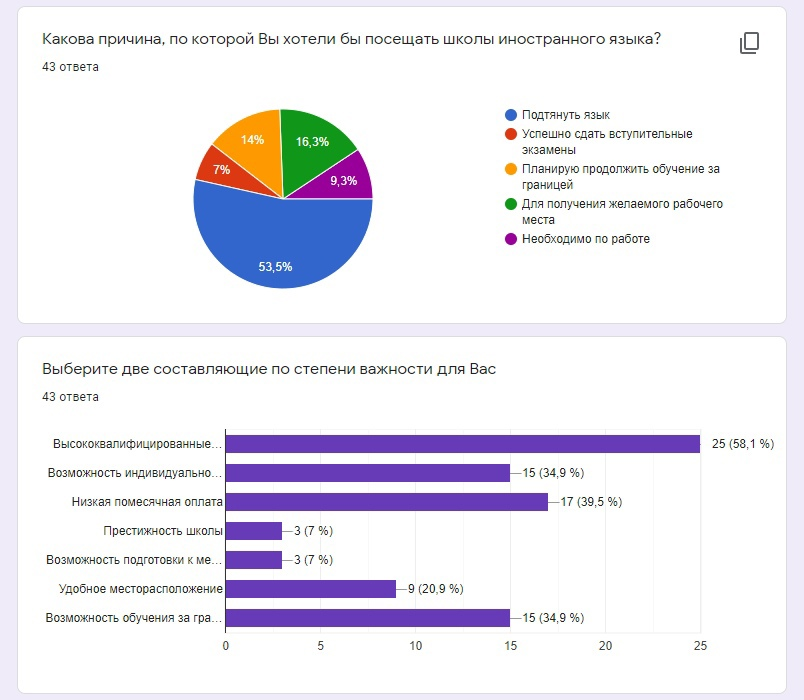 Какова причина, по которой Вы хотели бы посещать школы иностранного языка?
43 ответа
53,5%
7%
14%
16,3%
9,3%
Подтянуть язык
Успешно сдать вступительные
экзамены
Планирую продолжить обучение за
границей
Для получения желаемого рабочего
места
Необходимо по работе
Выберите две составляющие по степени важности для Вас
43 ответа
Высококвалифицированные... 25 (58,1 %)
Возможность индивидуально... 15 (34,9 %)
Низкая помесячная оплата 17 (39,5 %)
Престижность школы 3 (7 %)
Возможность подготовки к ме... 3 (7 %)
Удобное месторасположение 9 (20,9 %)
Возможность обучения за гра... 15 (34,9 %)
0 5 10 15 20 25